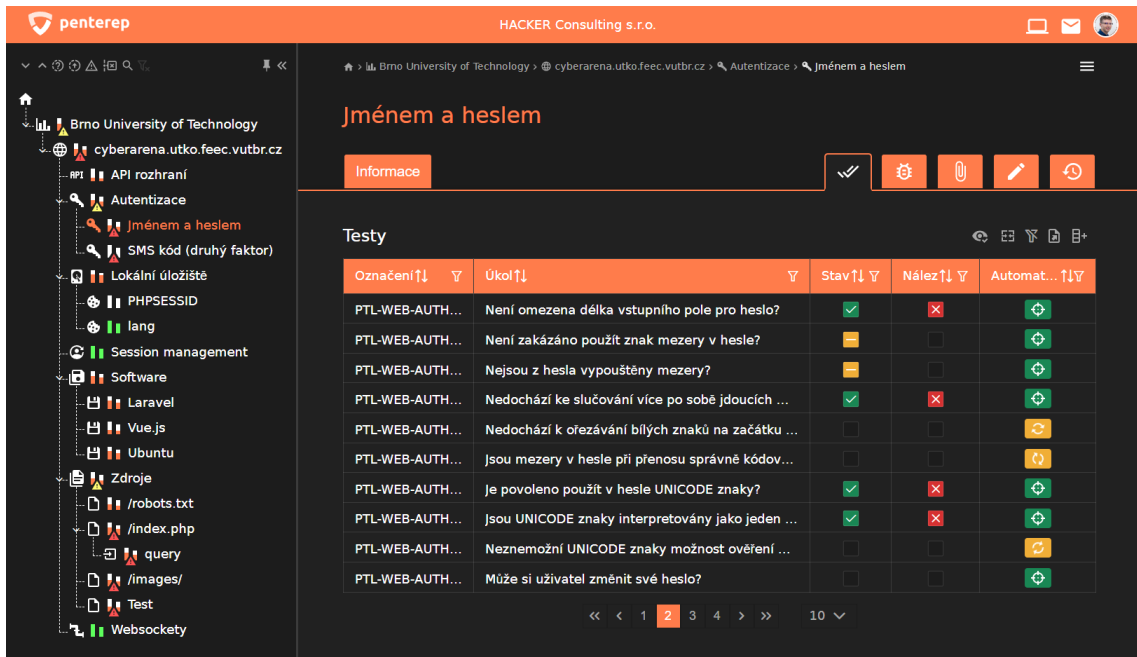 penterep
HACKER Consulting s.r.o.
Brno University of Technology › cyberarena.utko.feec.vutbr.cz › Autentizace › Jménem a heslem
Brno University of Technology
cyberarena.utko.feec.vutbr.cz
API API rozhraní
Autentizace
Jménem a heslem
SMS kód (druhý faktor)
Lokální úložiště
PHPSESSID
lang
Session management
Software
Laravel
Vue.js
Ubuntu
Zdroje
/robots.txt
/index.php
query
/images/
Test
Websockety
Jménem a heslem
Informace
Testy
Označení Úkol Stav Nález Automat...
PTL-WEB-AUTH... Není omezena délka vstupního pole pro heslo?
PTL-WEB-AUTH... Není zakázáno použít znak mezery v hesle?
PTL-WEB-AUTH... Nejsou z hesla vypouštěny mezery?
PTL-WEB-AUTH... Nedochází ke slučování více po sobě jdoucích ...
PTL-WEB-AUTH... Nedochází k ořezávání bílých znaků na začátku ...
PTL-WEB-AUTH... Jsou mezery v hesle při přenosu správně kódov...
PTL-WEB-AUTH... Je povoleno použít v hesle UNICODE znaky?
PTL-WEB-AUTH... Jsou UNICODE znaky interpretovány jako jeden ...
PTL-WEB-AUTH... Neznemožní UNICODE znaky možnost ověření ...
PTL-WEB-AUTH... Může si uživatel změnit své heslo?
« ‹ 1 2 3 4 › » 10